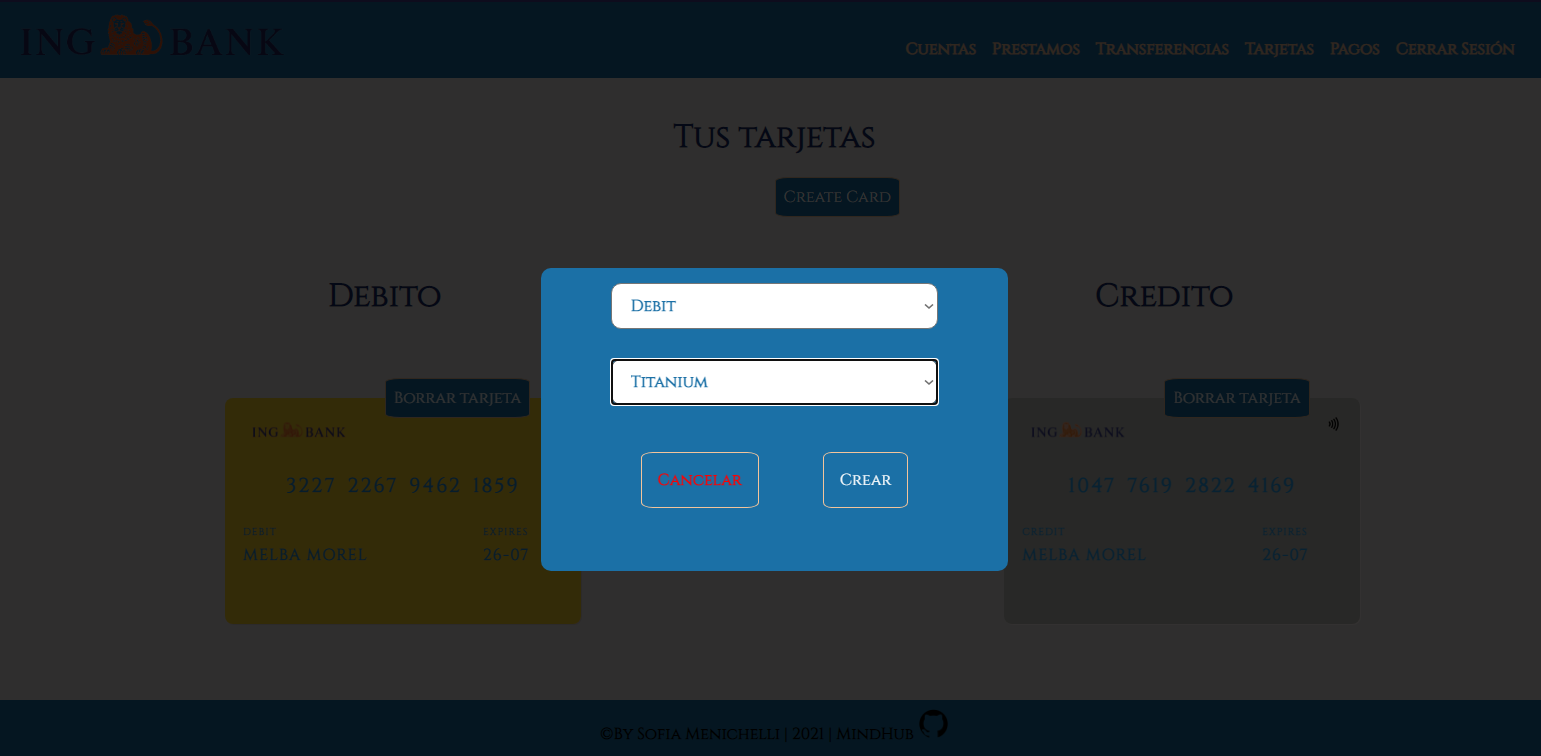 ING BANK
Cuentas Prestamos Transferencias Tarjetas Pagos Cerrar Sesión
Tus tarjetas
Create Card
Debito
Credito
Debit
Titanium
Cancelar
Crear
Borrar tarjeta
ING BANK
3227 2267 9462 1859
DEBIT
EXPIRES
MELBA MOREL
26-07
Borrar tarjeta
ING BANK
1047 7619 2822 4169
CREDIT
EXPIRES
MELBA MOREL
26-07
©By Sofia Menichelli | 2021 | MindHub